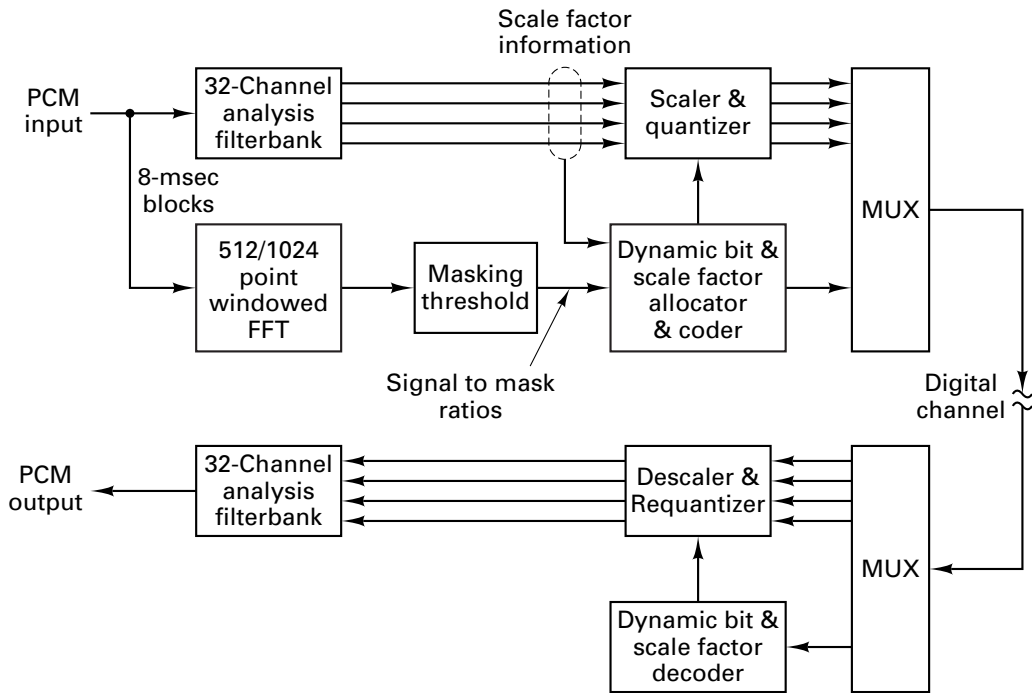 Scale factor
information
PCM
input
32-Channel
analysis
filterbank
Scaler &
quantizer
MUX
8-msec
blocks
512/1024
point
windowed
FFT
Masking
threshold
Dynamic bit &
scale factor
allocator
& coder
Signal to mask
ratios
Digital
channel
PCM
output
32-Channel
analysis
filterbank
Descaler &
Requantizer
MUX
Dynamic bit &
scale factor
decoder